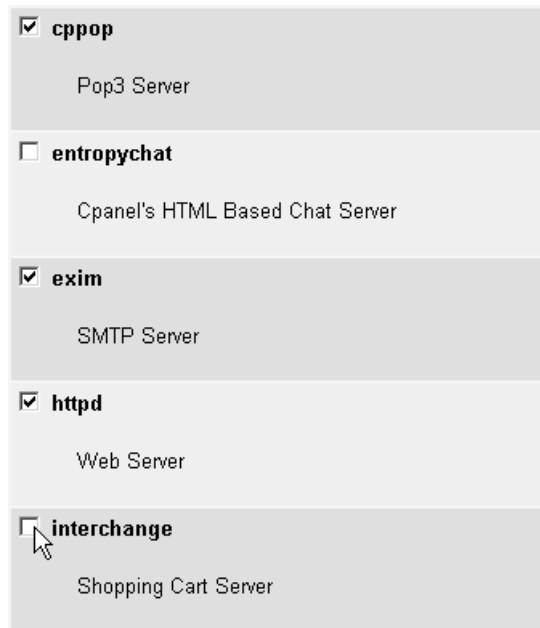 cppop
Pop3 Server
entropychat
Cpanel's HTML Based Chat Server
exim
SMTP Server
httpd
Web Server
interchange
Shopping Cart Server